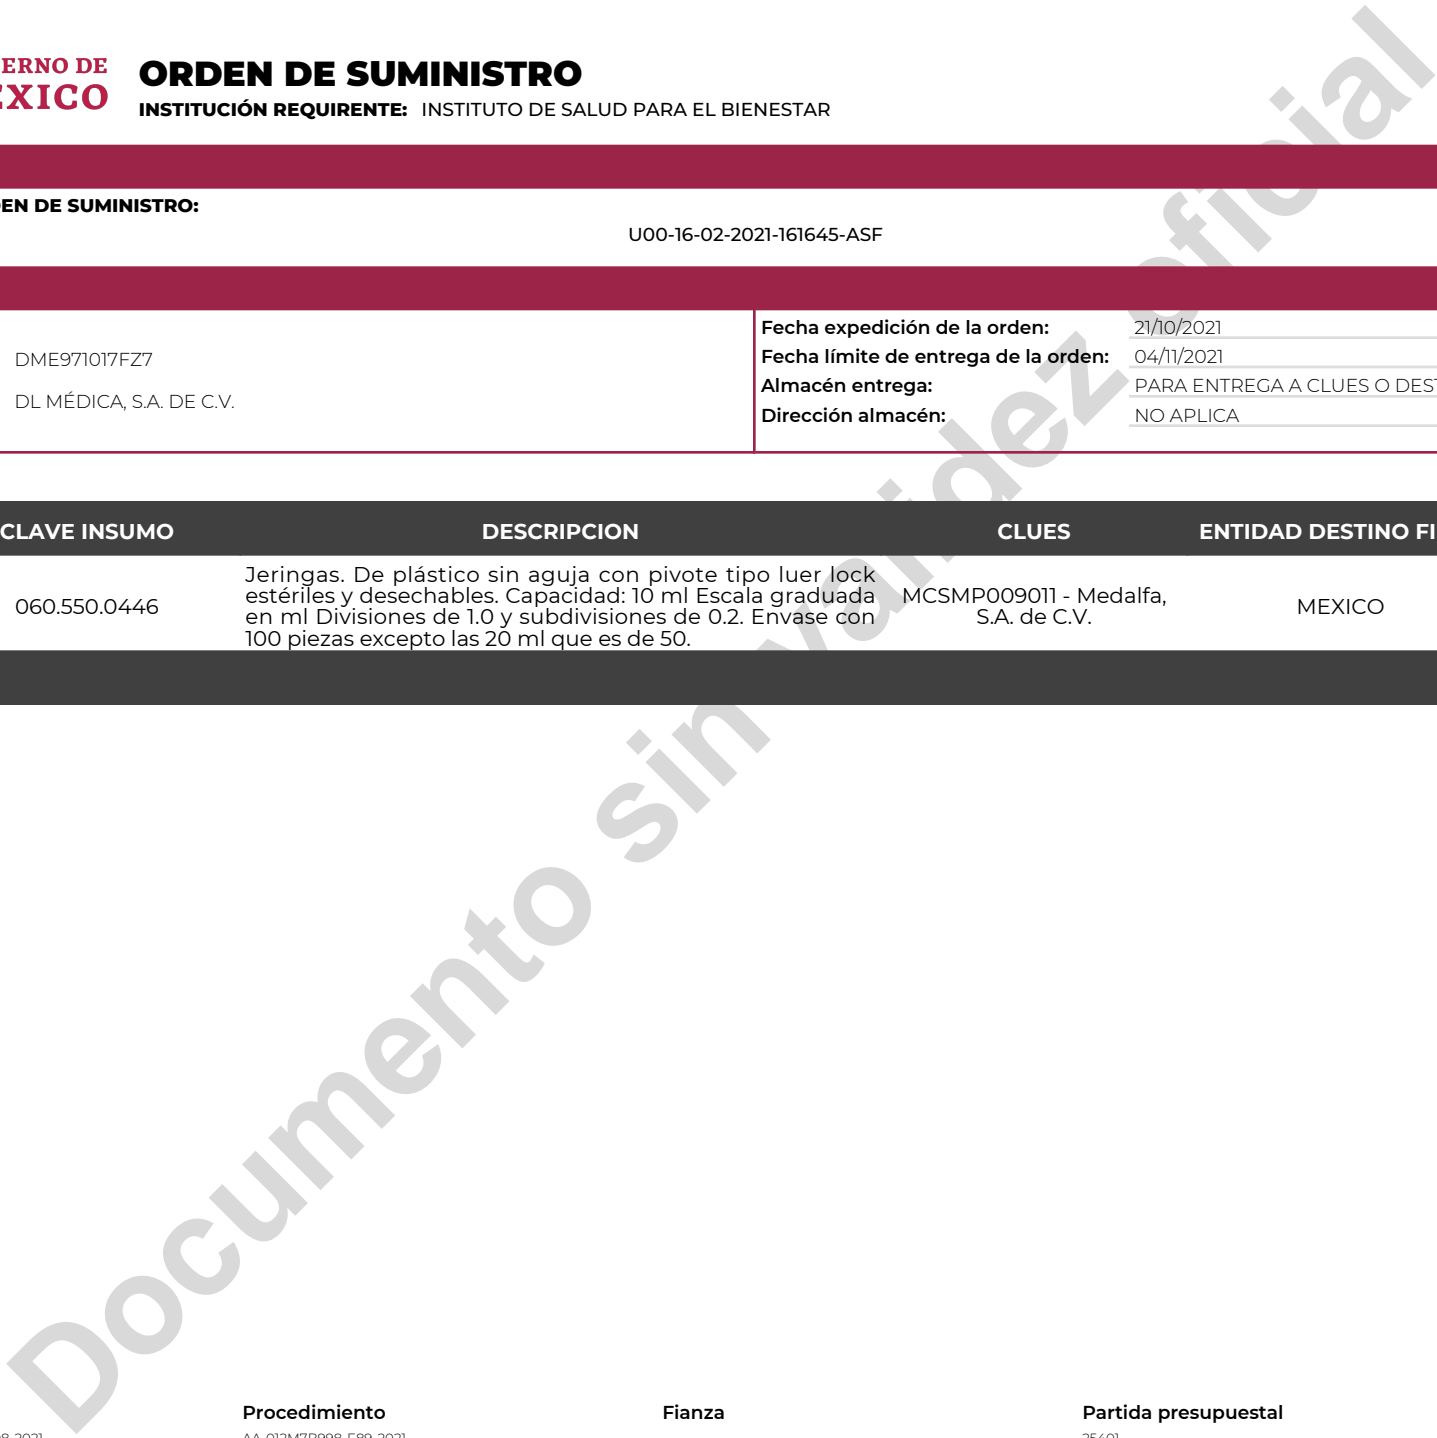 ERNO DE
EXICO
ORDEN DE SUMINISTRO
INSTITUCIÓN REQUIRENTE: INSTITUTO DE SALUD PARA EL BIENESTAR
EN DE SUMINISTRO:
U00-16-02-2021-161645-ASF
DME971017FZ7
DL MÉDICA, S.A. DE C.V.
Fecha expedición de la orden: 21/10/2021
Fecha límite de entrega de la orden: 04/11/2021
Almacén entrega: PARA ENTREGA A CLUES O DEST
Dirección almacén: NO APLICA
CLAVE INSUMO DESCRIPCION CLUES ENTIDAD DESTINO FI
060.550.0446
Jeringas. De plástico sin aguja con pivote tipo luer lock
estériles y desechables. Capacidad: 10 ml Escala graduada
en ml Divisiones de 1.0 y subdivisiones de 0.2. Envase con
100 piezas excepto las 20 ml que es de 50.
MCSMP009011 - Medalfa,
S.A. de C.V.
MEXICO
Documento sin validez oficial
Procedimiento Fianza Partida presupuestal